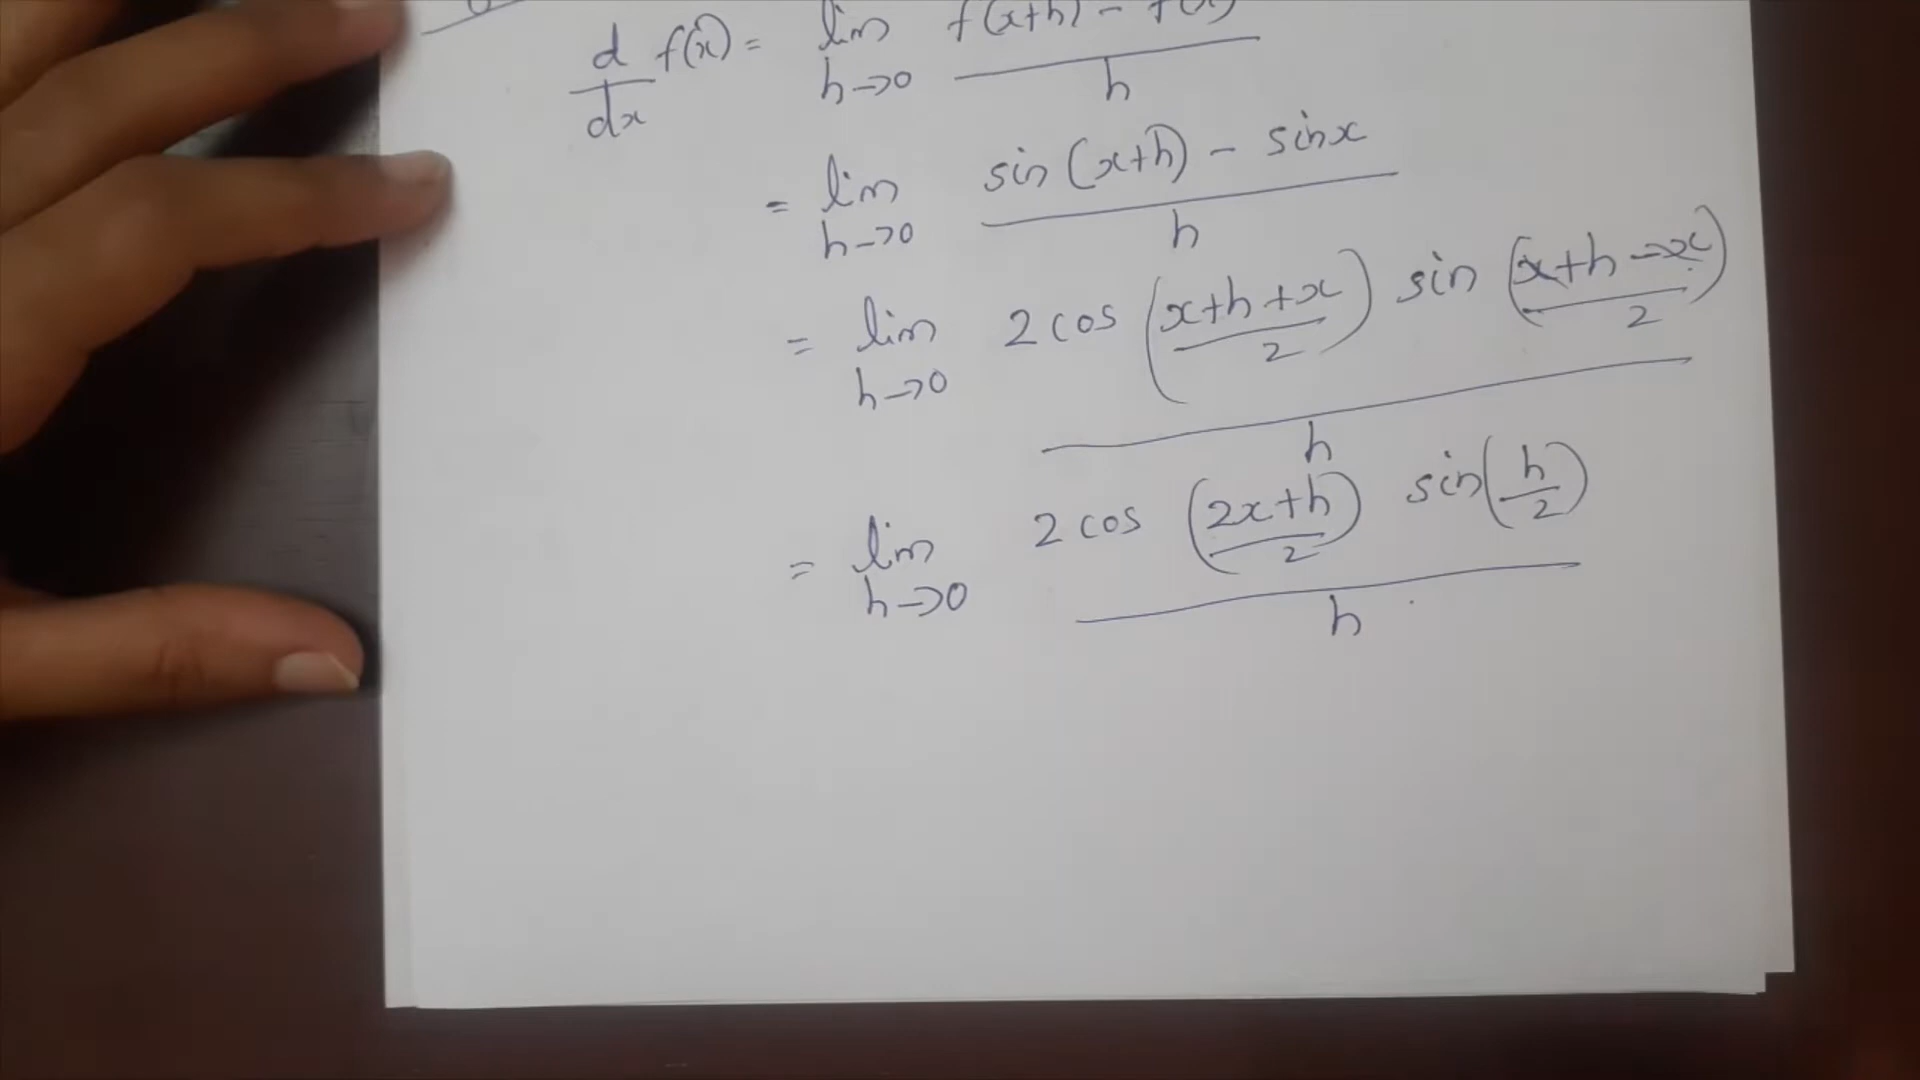 d/dx f(x) = lim h→0 f(x+h) - f(x) / h
= lim h→0 sin (x+h) - sinx / h
= lim h→0 2 cos (x+h+x / 2) sin (x+h-x / 2) / h
= lim h→0 2 cos (2x+h / 2) sin (h / 2) / h